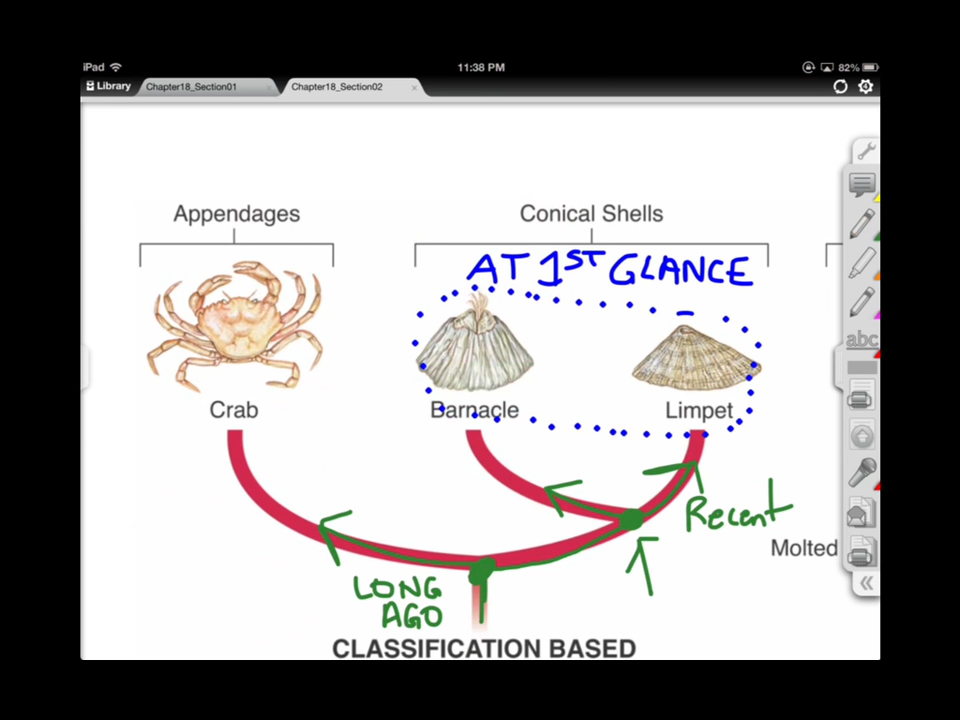 iPad
11:38 PM
82%
Library
Chapter18_Section01
Chapter18_Section02
Appendages
Conical Shells
AT 1ST GLANCE
Crab
Barnacle
Limpet
Recent
Molted
LONG
AGO
CLASSIFICATION BASED
abc